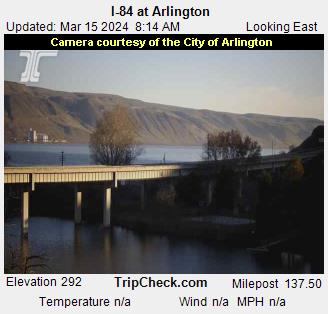 I-84 at Arlington
Updated: Mar 15 2024 8:14 AM Looking East
Camera courtesy of the City of Arlington
Elevation 292 TripCheck.com Milepost 137.50
Temperature n/a Wind n/a MPH n/a